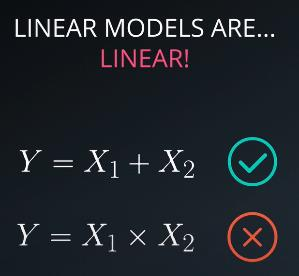 LINEAR MODELS ARE...
LINEAR!
Y = X₁ + X₂
Y = X₁ × X₂